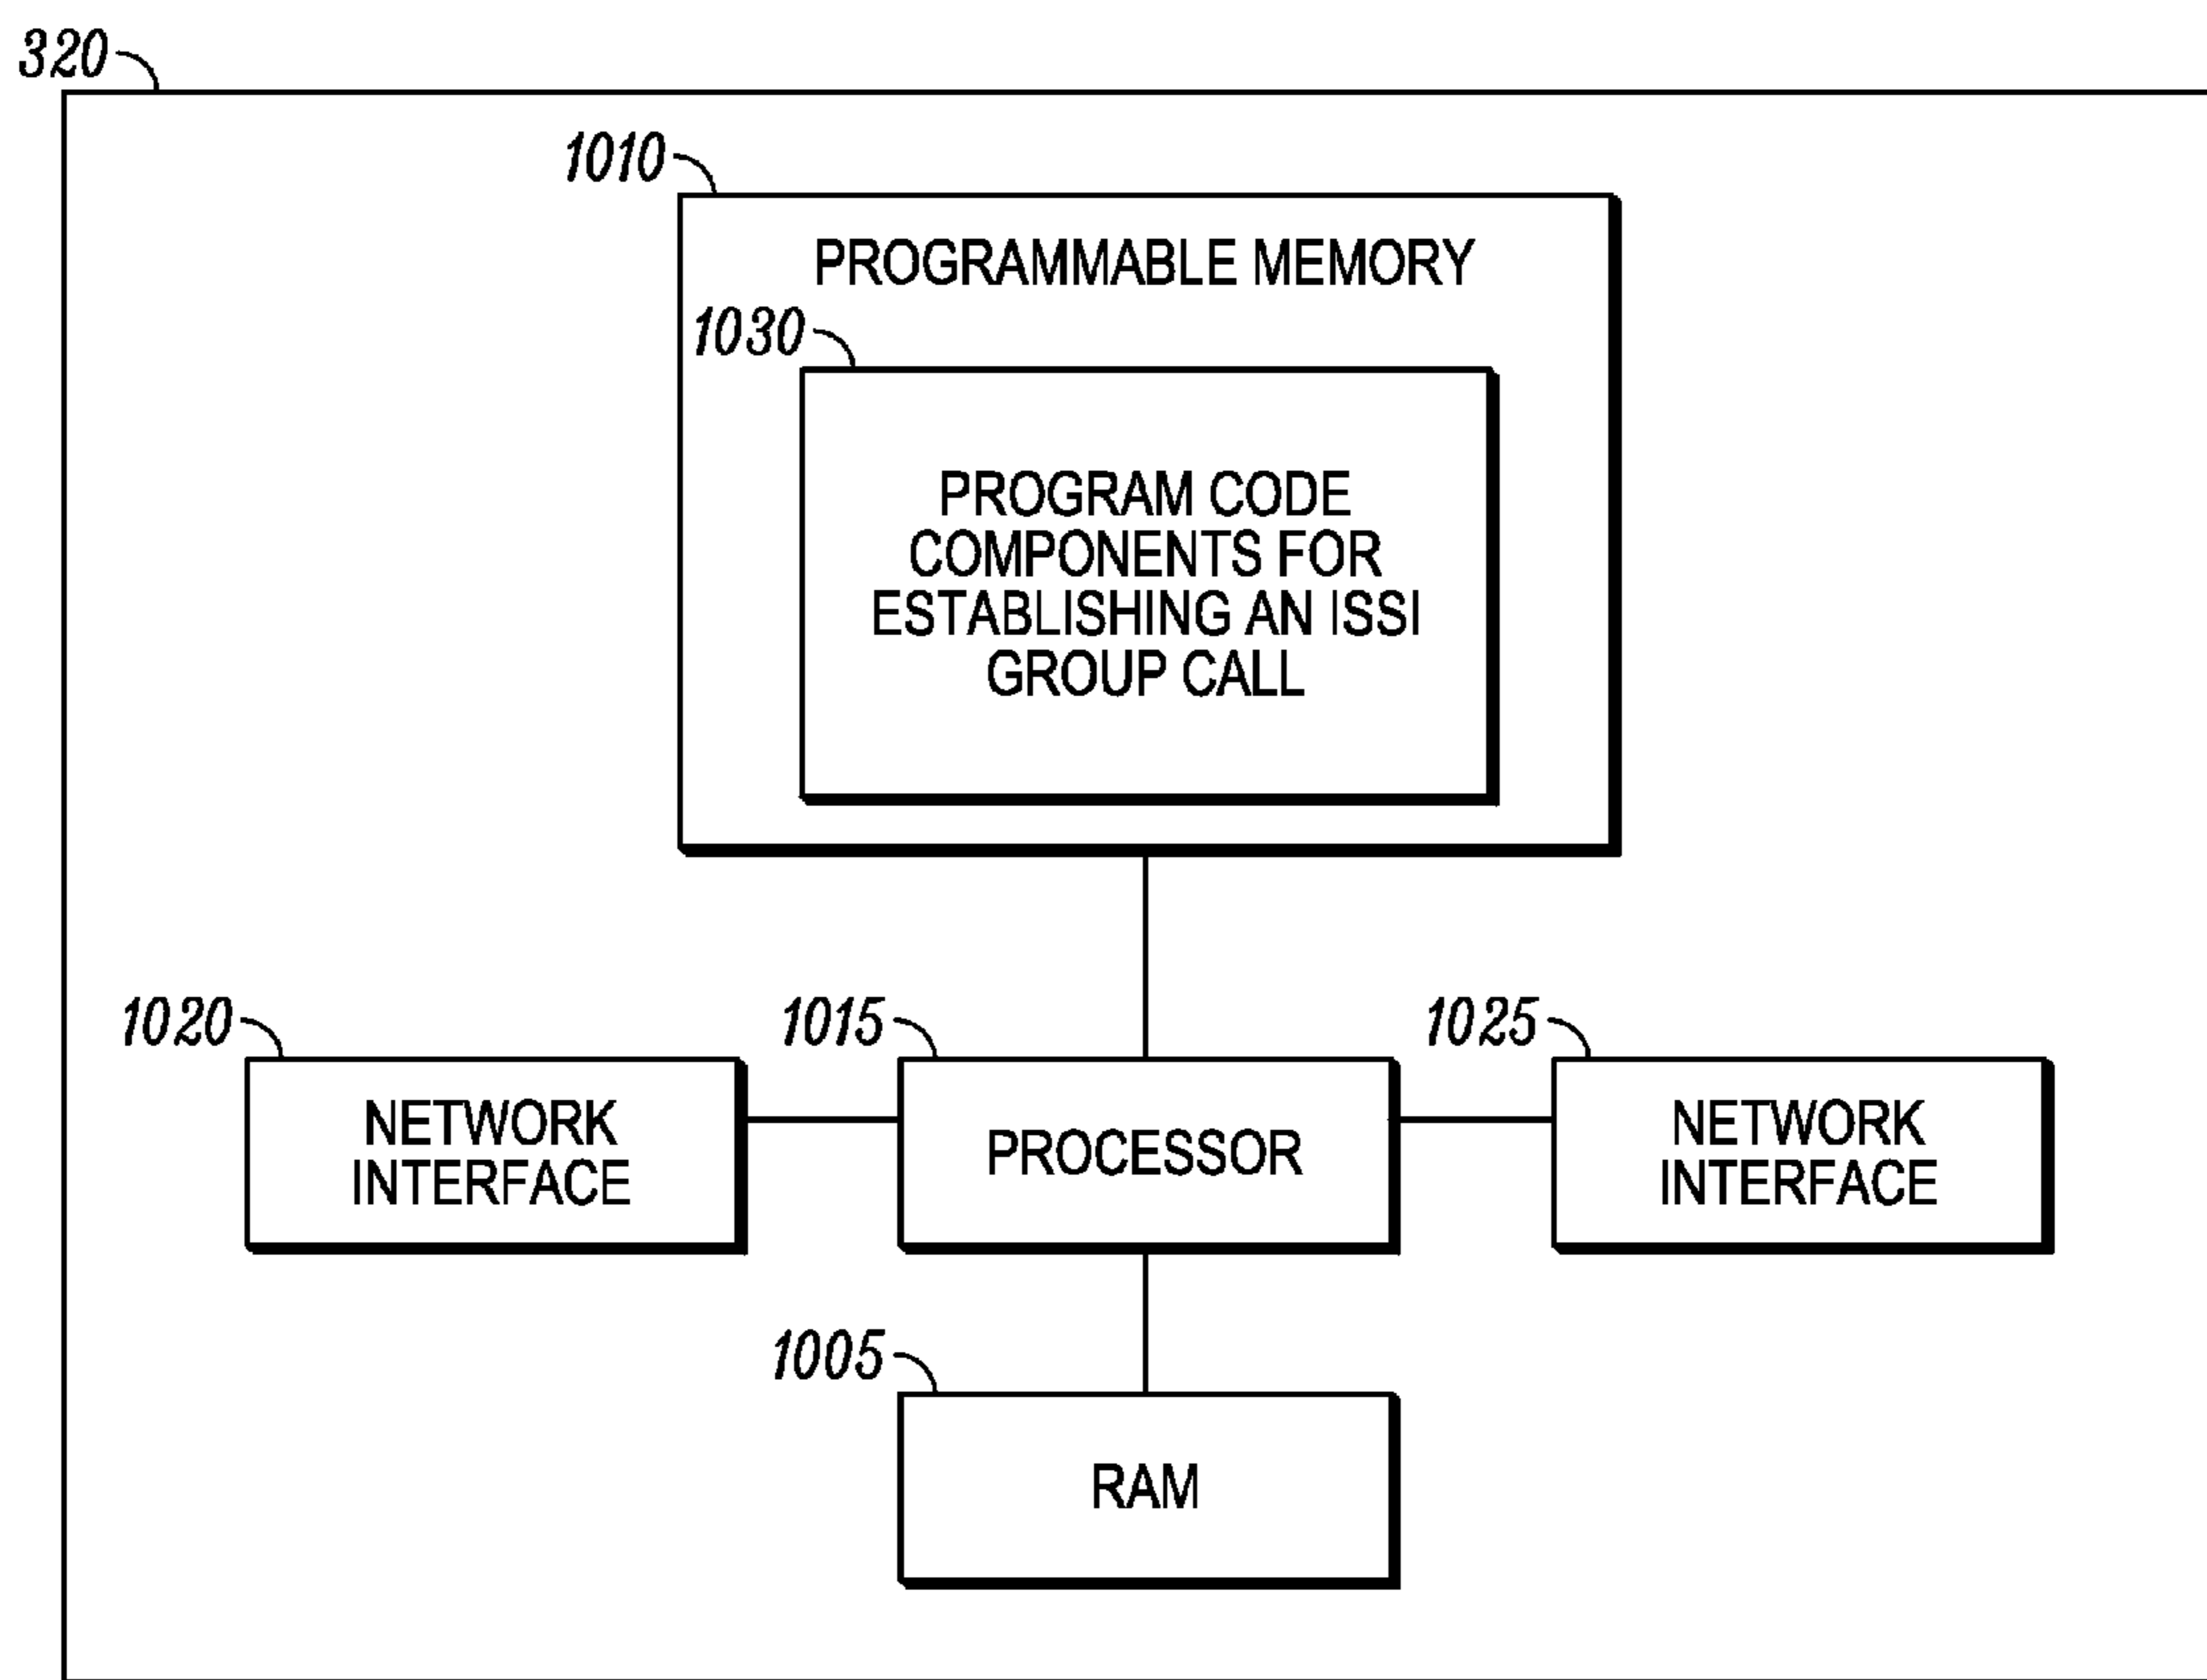 320
1010
PROGRAMMABLE MEMORY
1030
PROGRAM CODE
COMPONENTS FOR
ESTABLISHING AN ISSI
GROUP CALL
1020
NETWORK
INTERFACE
1015
PROCESSOR
1025
NETWORK
INTERFACE
1005
RAM